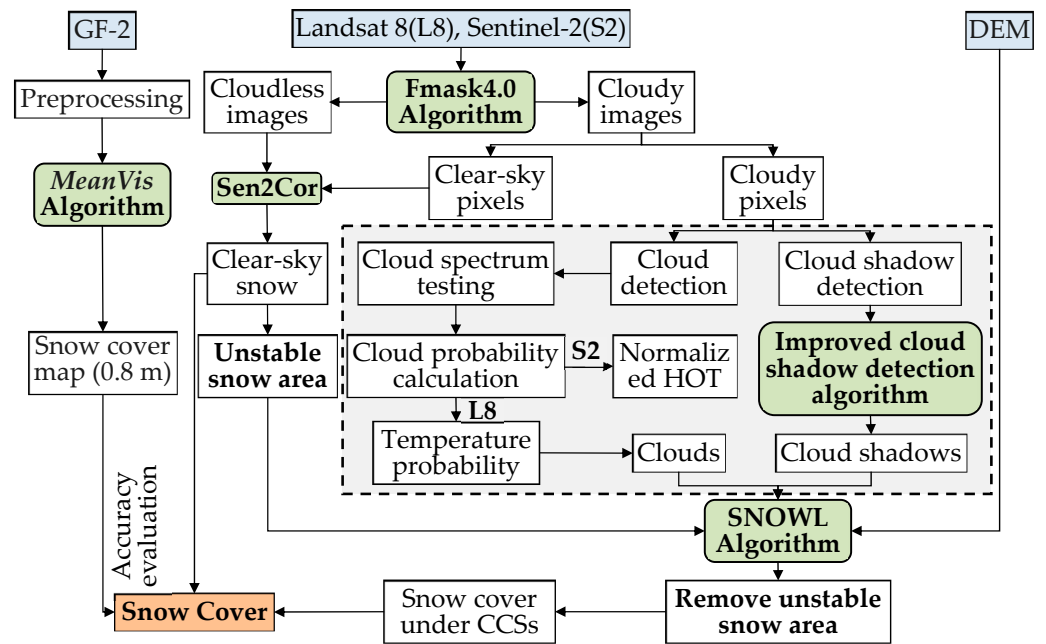 GF-2
Landsat 8(L8), Sentinel-2(S2)
DEM
Preprocessing
Cloudless
images
Fmask4.0
Algorithm
Cloudy
images
MeanVis
Algorithm
Sen2Cor
Clear-sky
pixels
Cloudy
pixels
Clear-sky
snow
Cloud spectrum
testing
Cloud
detection
Cloud shadow
detection
Snow cover
map (0.8 m)
Unstable
snow area
Cloud probability
calculation
S2
Normaliz
ed HOT
Improved cloud
shadow detection
algorithm
L8
Temperature
probability
Clouds
Cloud shadows
Accuracy
evaluation
SNOWL
Algorithm
Snow Cover
Snow cover
under CCSs
Remove unstable
snow area